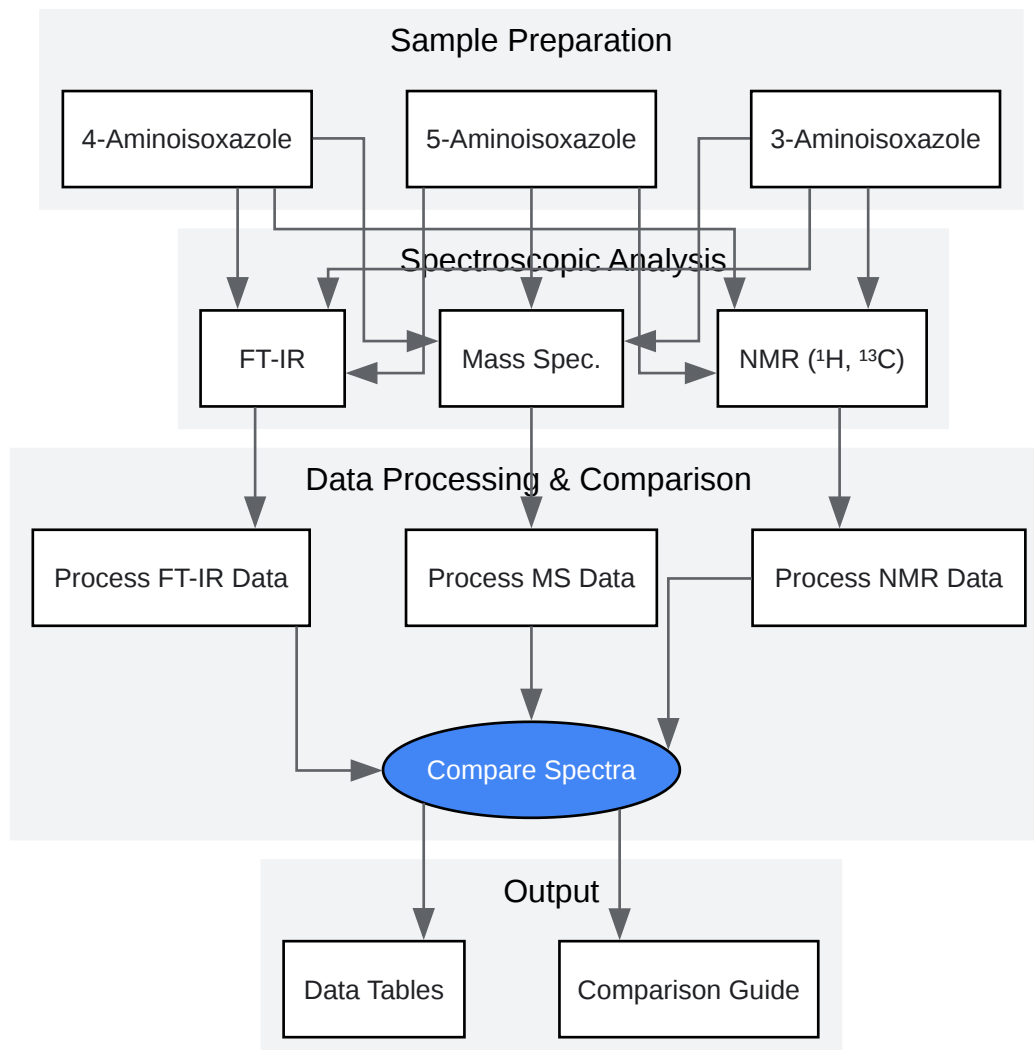 Sample Preparation
4-Aminoisoxazole
5-Aminoisoxazole
3-Aminoisoxazole
Spectroscopic Analysis
FT-IR
Mass Spec.
NMR (¹H, ¹³C)
Data Processing & Comparison
Process FT-IR Data
Process MS Data
Process NMR Data
Compare Spectra
Output
Data Tables
Comparison Guide